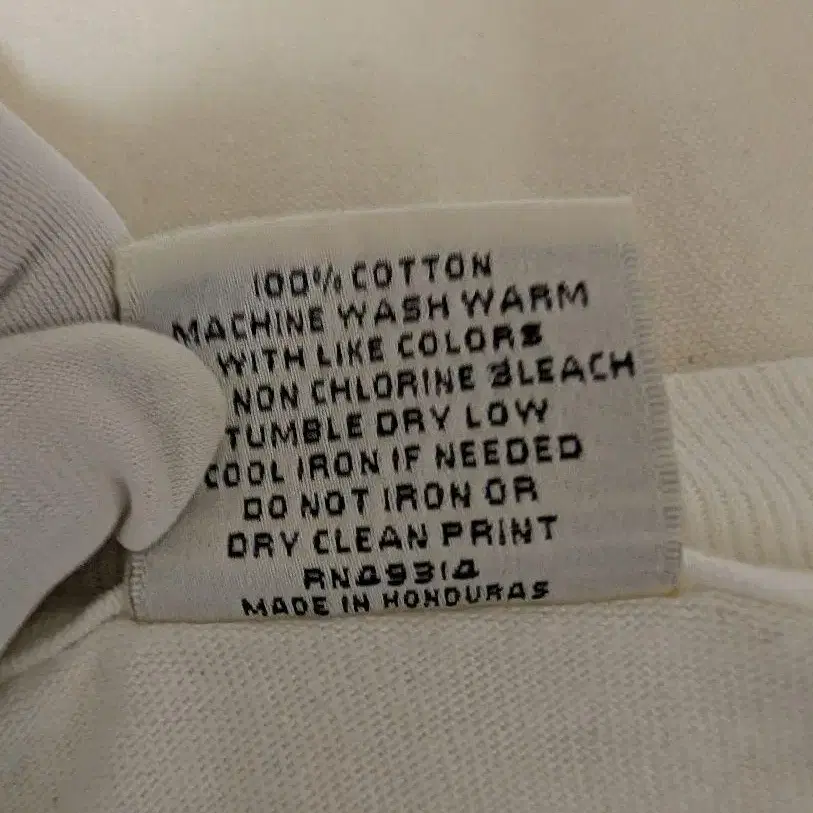 100% COTTON
MACHINE WASH WARM
WITH LIKE COLORS
NON CHLORINE BLEACH
TUMBLE DRY LOW
COOL IRON IF NEEDED
DO NOT IRON OR
DRY CLEAN PRINT
RN49314
MADE IN HONDURAS